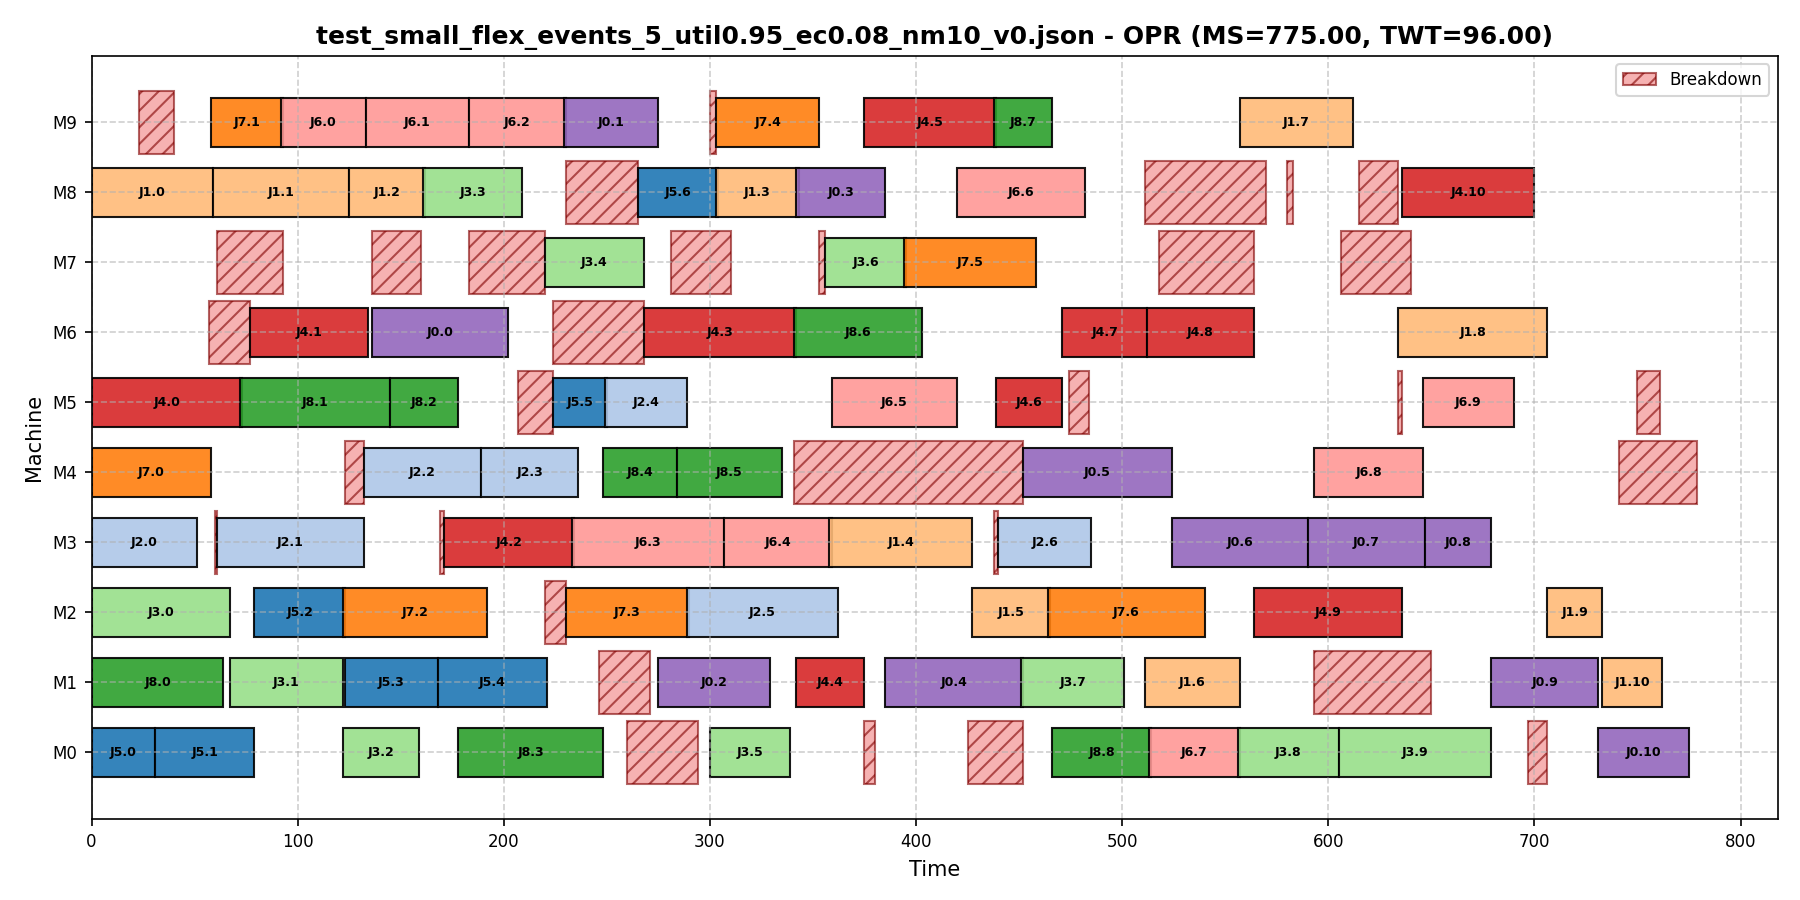 test_small_flex_events_5_util0.95_ec0.08_nm10_v0.json - OPR (MS=775.00, TWT=96.00)
Breakdown
Machine
M9 J7.1 J6.0 J6.1 J6.2 J0.1 J7.4 J4.5 J8.7 J1.7
M8 J1.0 J1.1 J1.2 J3.3 J5.6 J1.3 J0.3 J6.6 J4.10
M7 J3.4 J3.6 J7.5
M6 J4.1 J0.0 J4.3 J8.6 J4.7 J4.8 J1.8
M5 J4.0 J8.1 J8.2 J5.5 J2.4 J6.5 J4.6 J6.9
M4 J7.0 J2.2 J2.3 J8.4 J8.5 J0.5 J6.8
M3 J2.0 J2.1 J4.2 J6.3 J6.4 J1.4 J2.6 J0.6 J0.7 J0.8
M2 J3.0 J5.2 J7.2 J7.3 J2.5 J1.5 J7.6 J4.9 J1.9
M1 J8.0 J3.1 J5.3 J5.4 J0.2 J4.4 J0.4 J3.7 J1.6 J0.9 J1.10
M0 J5.0 J5.1 J3.2 J8.3 J3.5 J8.8 J6.7 J3.8 J3.9 J0.10
0 100 200 300 400 500 600 700 800
Time